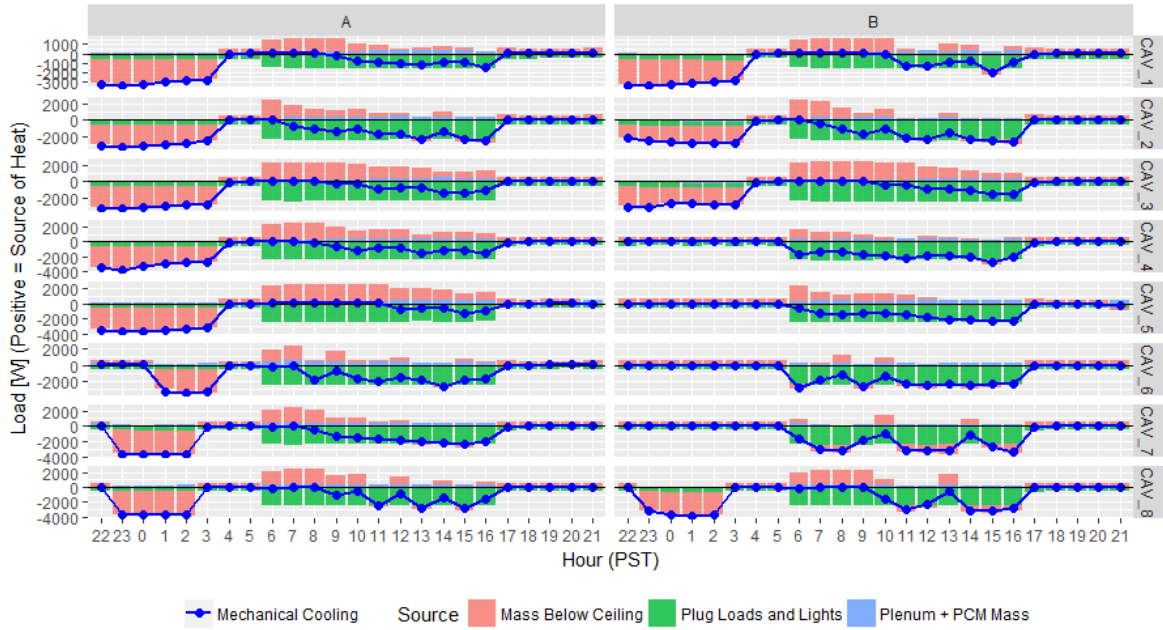 A B
1000
0
-1000
-2000
-3000
CAV_1
2000
0
-2000
CAV_2
2000
0
-2000
CAV_3
2000
0
-2000
-4000
CAV_4
2000
0
-2000
-4000
CAV_5
2000
0
-2000
CAV_6
2000
0
-2000
CAV_7
2000
0
-2000
-4000
CAV_8
Load [W] (Positive = Source of Heat)
22 23 0 1 2 3 4 5 6 7 8 9 10 11 12 13 14 15 16 17 18 19 20 21 22 23 0 1 2 3 4 5 6 7 8 9 10 11 12 13 14 15 16 17 18 19 20 21
Hour (PST)
Mechanical Cooling Source Mass Below Ceiling Plug Loads and Lights Plenum + PCM Mass